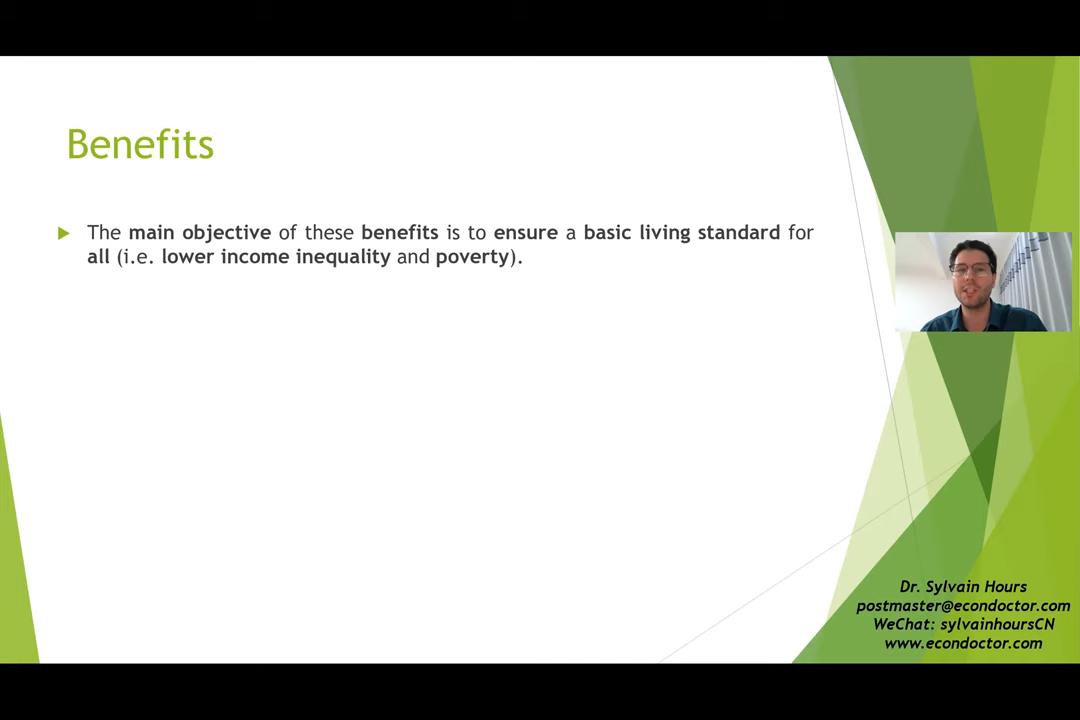 Benefits
The main objective of these benefits is to ensure a basic living standard for
all (i.e. lower income inequality and poverty).
Dr. Sylvain Hours
postmaster@econdoctor.com
WeChat: sylvainhoursCN
www.econdoctor.com